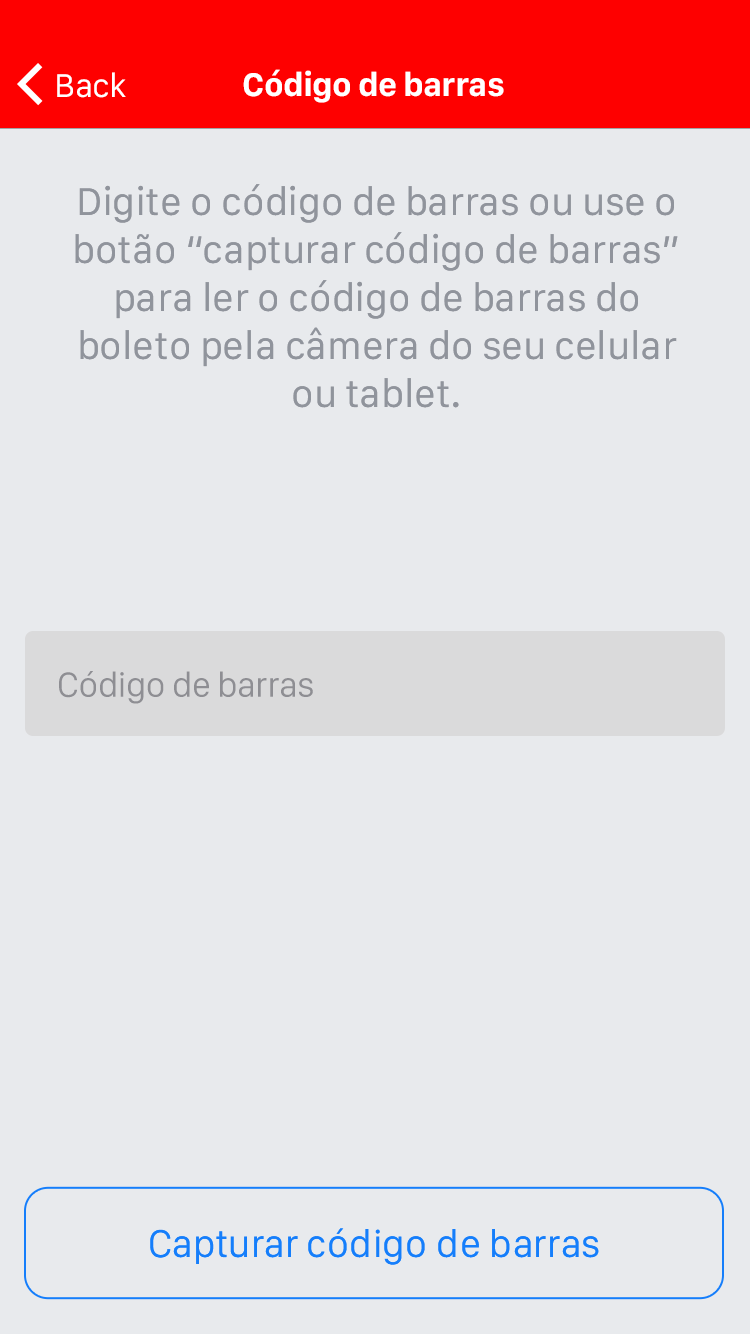 Back
Código de barras
Digite o código de barras ou use o
botão “capturar código de barras”
para ler o código de barras do
boleto pela câmera do seu celular
ou tablet.
Código de barras
Capturar código de barras